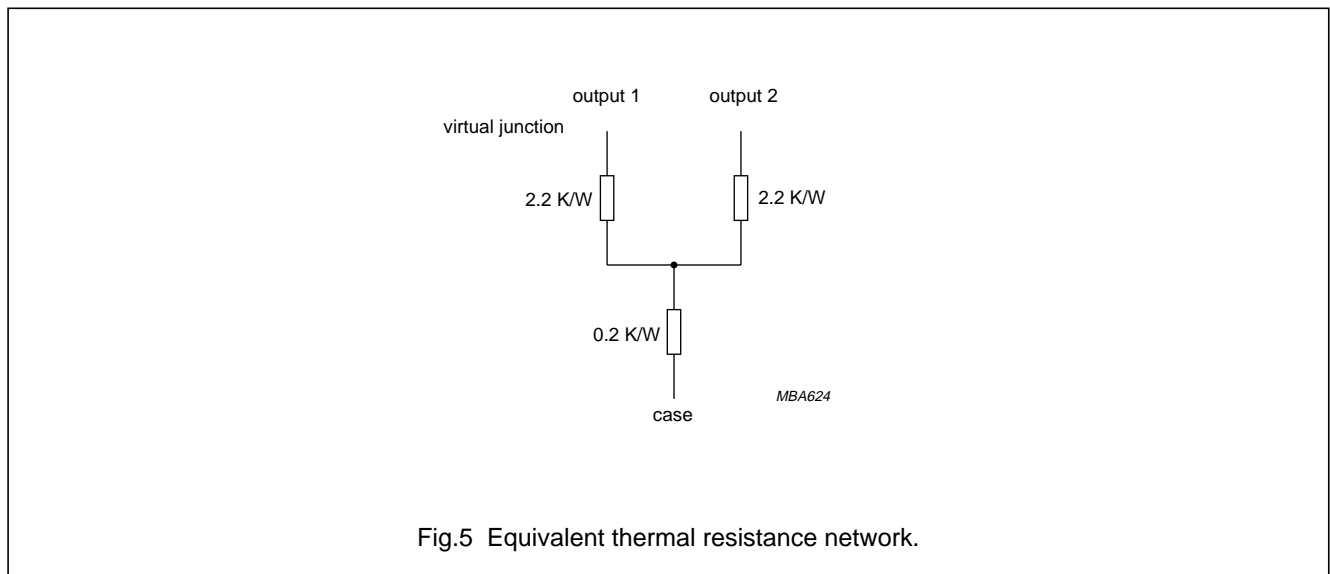 output 1 output 2
virtual junction
2.2 K/W 2.2 K/W
0.2 K/W
MBA624
case
Fig.5 Equivalent thermal resistance network.